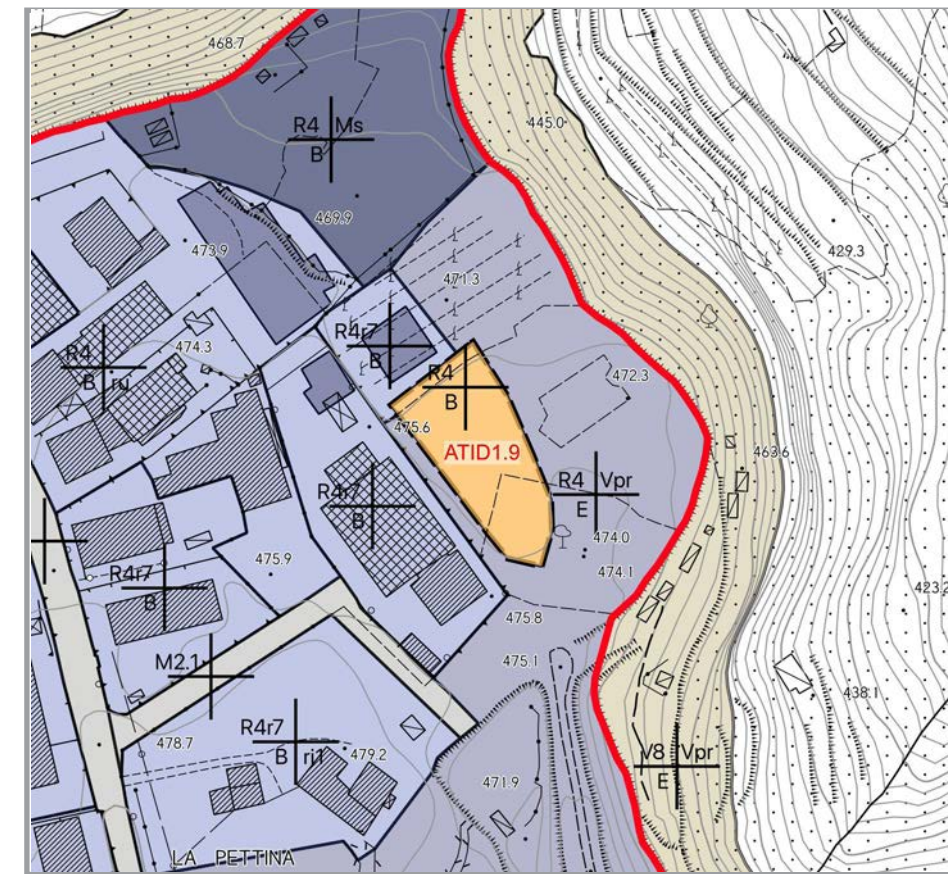 468.7
R4 Ms
B
445.0
469.9
473.9
429.3
471.3
R4r7
B
474.3
R4
B ru
R4
B
472.3
475.6
ATID1.9
463.6
R4 Vpr
E
R4r7
B
474.0
475.9
474.1
R4r7
B
423.2
475.8
M2.1
475.1
438.1
R4r7
B ri1
478.7
479.2
V8 Vpr
E
471.9
LA PETTINA